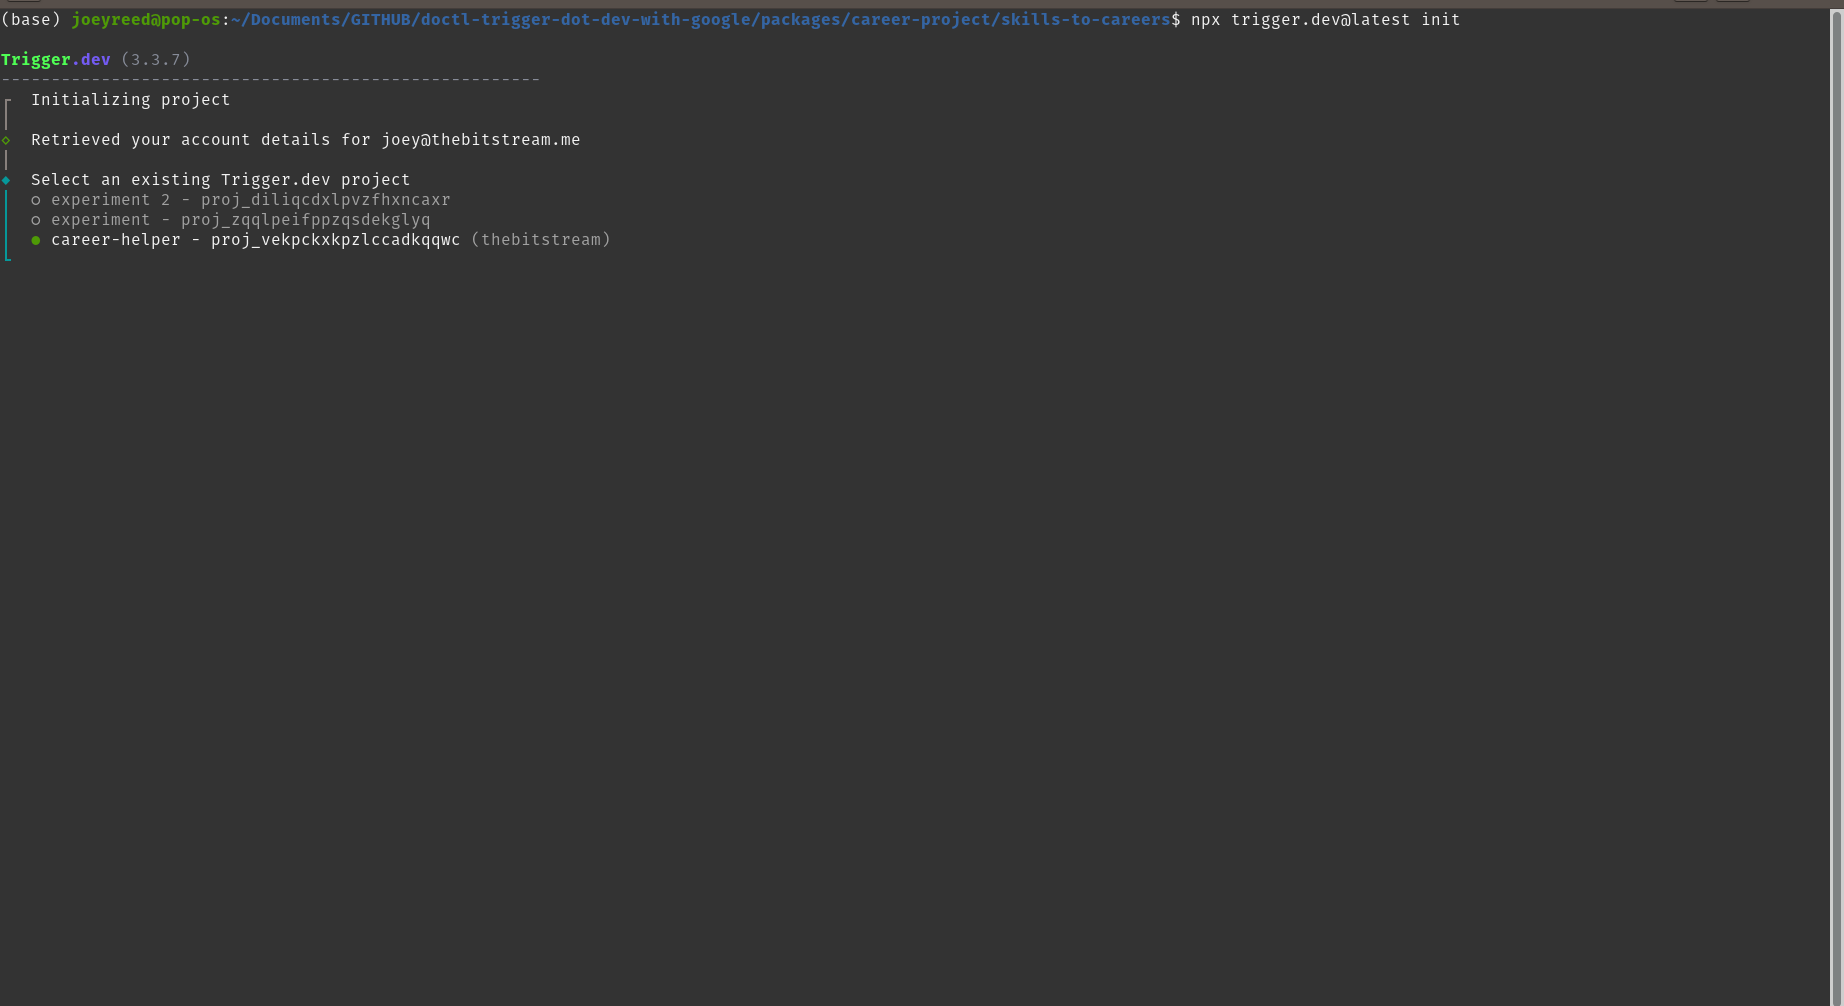 (base) joeyreed@pop-os:~/Documents/GITHUB/doctl-trigger-dot-dev-with-google/packages/career-project/skills-to-careers$ npx trigger.dev@latest init
Trigger.dev (3.3.7)
------------------------------------------------------
Initializing project
Retrieved your account details for joey@thebitstream.me
Select an existing Trigger.dev project
○ experiment 2 - proj_diliqcdxlpvzfhxncaxr
○ experiment - proj_zqqlpeifppzqsdekglyq
● career-helper - proj_vekpckxkpzlccadkqqwc (thebitstream)